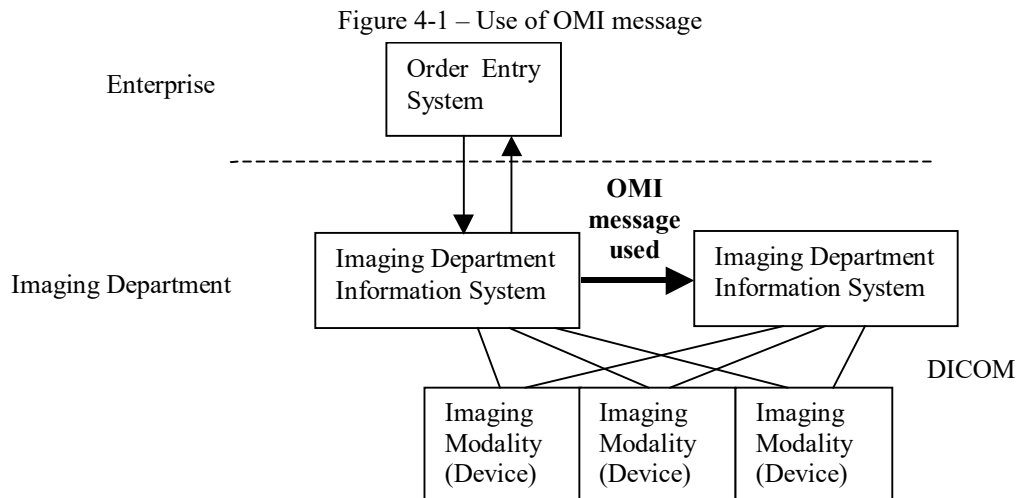 Figure 4-1 – Use of OMI message
Enterprise
Order Entry
System
OMI
message
used
Imaging Department
Imaging Department
Information System
Imaging Department
Information System
DICOM
Imaging
Modality
(Device)
Imaging
Modality
(Device)
Imaging
Modality
(Device)